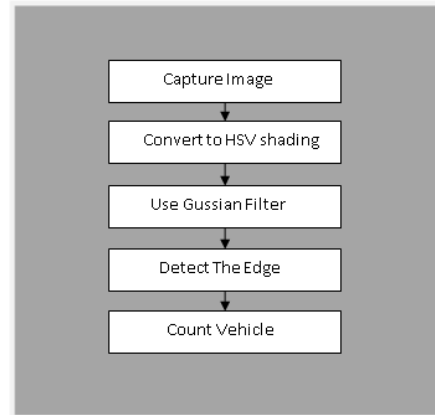 Capture Image
Convert to HSV shading
Use Gussian Filter
Detect The Edge
Count Vehicle